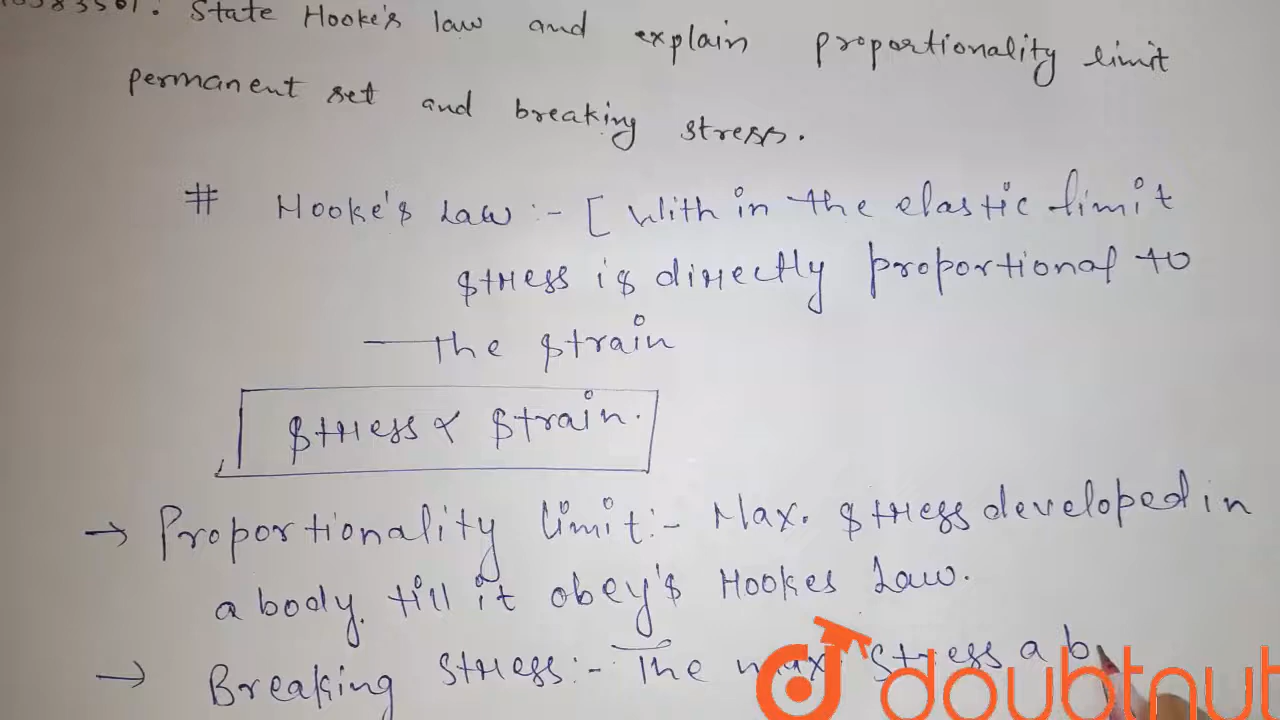 State Hooke's law and explain proportionality limit
permanent set and breaking stress.
# Hooke's Law :- [ With in the elastic limit
stress is directly proportional to
The strain
stress ∝ strain.
→ Proportionality limit :- Max. stress developed in
a body. till it obey's Hookes Law.
→ Breaking stress :- The max. stress a b
doubtnut